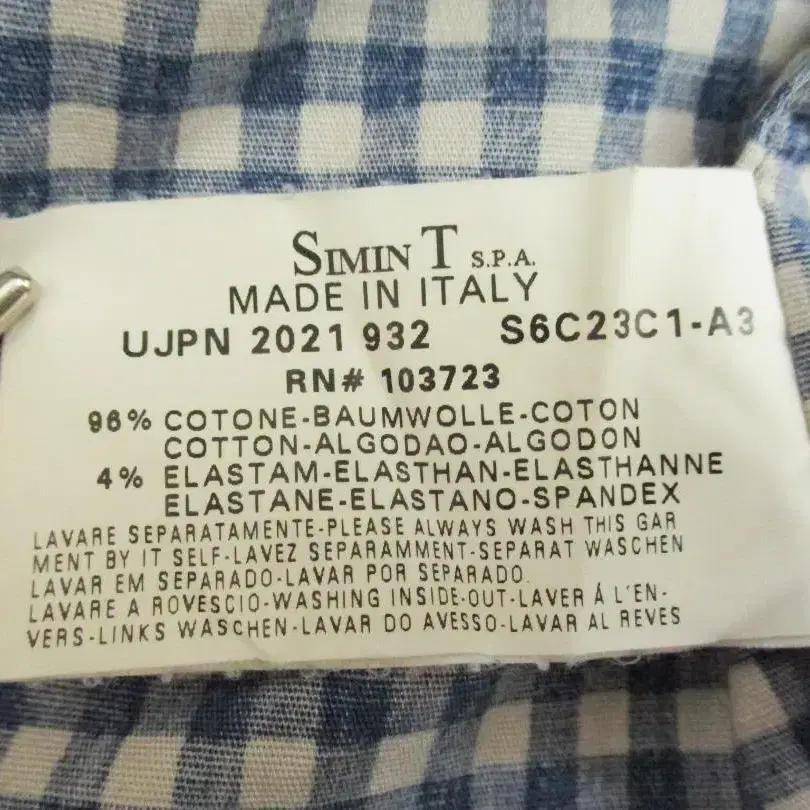 SIMIN T S.P.A.
MADE IN ITALY
UJPN 2021 932 S6C23C1-A3
RN# 103723
96% COTONE-BAUMWOLLE-COTON
COTTON-ALGODAO-ALGODON
4% ELASTAM-ELASTHAN-ELASTHANNE
ELASTANE-ELASTANO-SPANDEX
LAVARE SEPARATAMENTE-PLEASE ALWAYS WASH THIS GAR
MENT BY IT SELF-LAVEZ SEPARAMMENT-SEPARAT WASCHEN
LAVAR EM SEPARADO-LAVAR POR SEPARADO.
LAVARE A ROVESCIO-WASHING INSIDE-OUT-LAVER Á L'EN-
VERS-LINKS WASCHEN-LAVAR DO AVESSO-LAVAR AL REVES